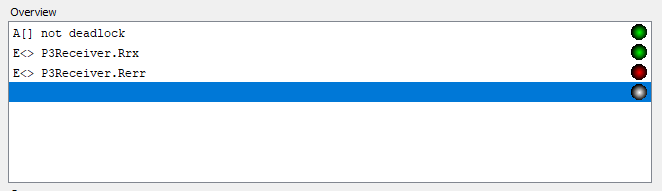 Overview
A[] not deadlock
E<> P3Receiver.Rrx
E<> P3Receiver.Rerr